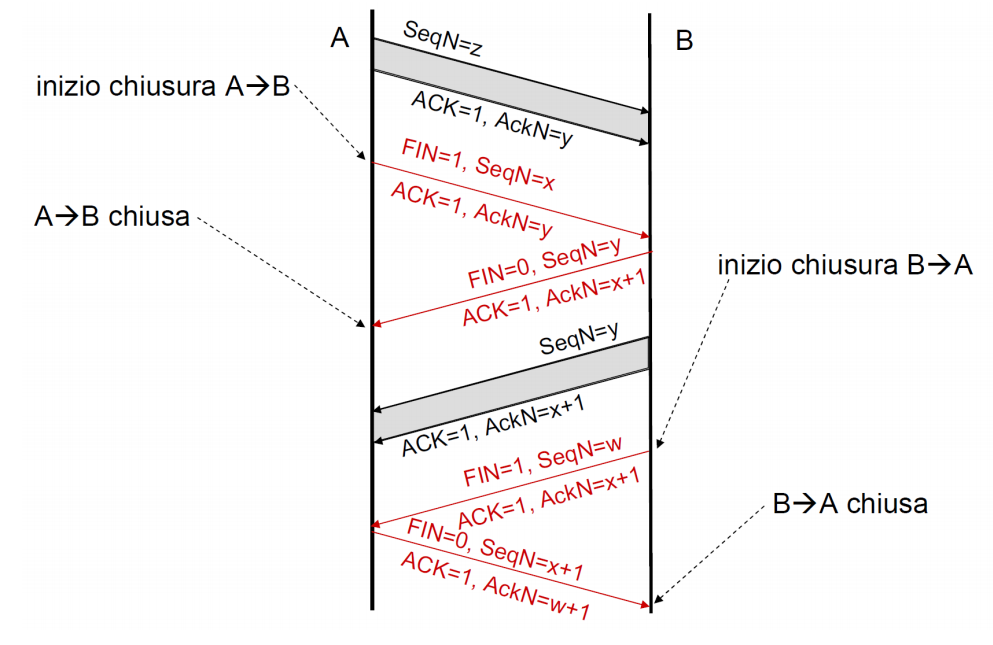 A
B
SeqN=z
ACK=1, AckN=y
inizio chiusura A→B
FIN=1, SeqN=x
ACK=1, AckN=y
A→B chiusa
FIN=0, SeqN=y
ACK=1, AckN=x+1
inizio chiusura B→A
SeqN=y
ACK=1, AckN=x+1
FIN=1, SeqN=w
ACK=1, AckN=x+1
B→A chiusa
FIN=0, SeqN=x+1
ACK=1, AckN=w+1